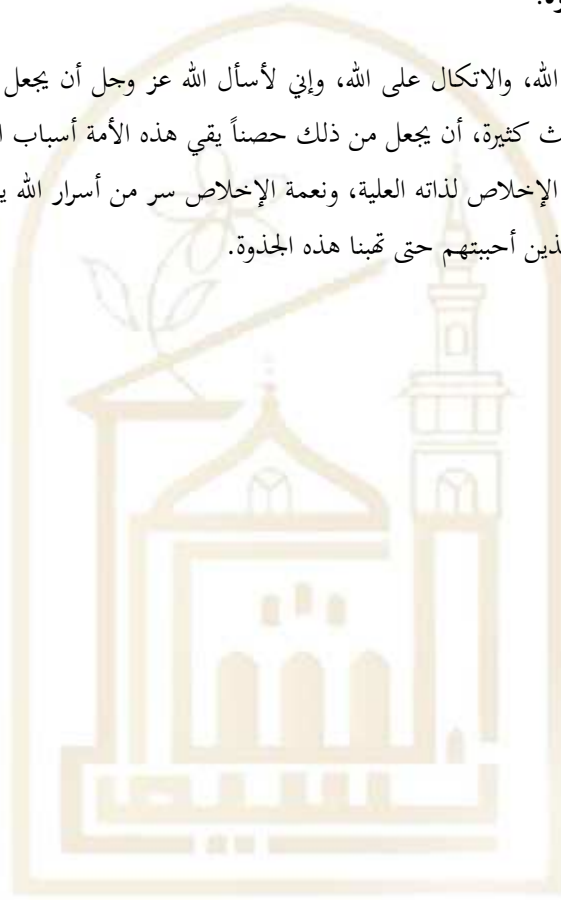 الله، والاتكال على الله، وإني لأسأل الله عز وجل أن يجعل
ث كثيرة، أن يجعل من ذلك حصناً يقي هذه الأمة أسباب ا
الإخلاص لذاته العلية، ونعمة الإخلاص سر من أسرار الله ي
ذين أحببتهم حتى تهبنا هذه الجذوة.